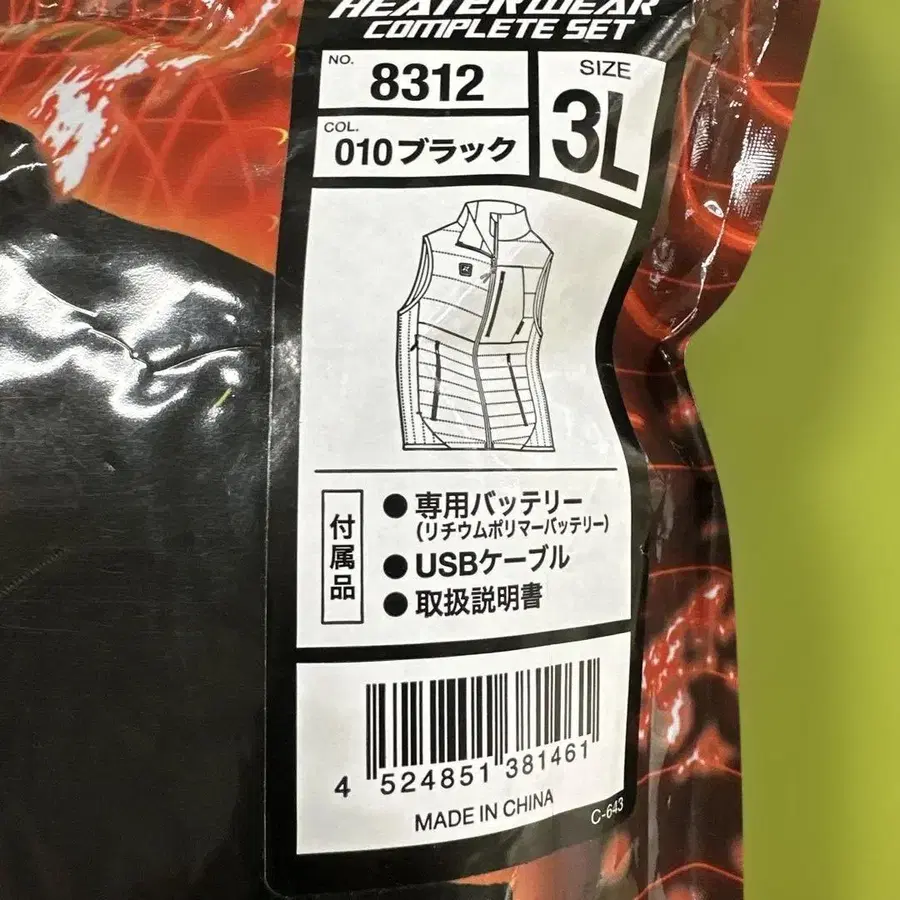 HEATER WEAR
COMPLETE SET
NO.
8312
COL.
010ブラック
SIZE
3L
付属品
●専用バッテリー
(リチウムポリマーバッテリー)
●USBケーブル
●取扱説明書
4 524851 381461
MADE IN CHINA
C-643